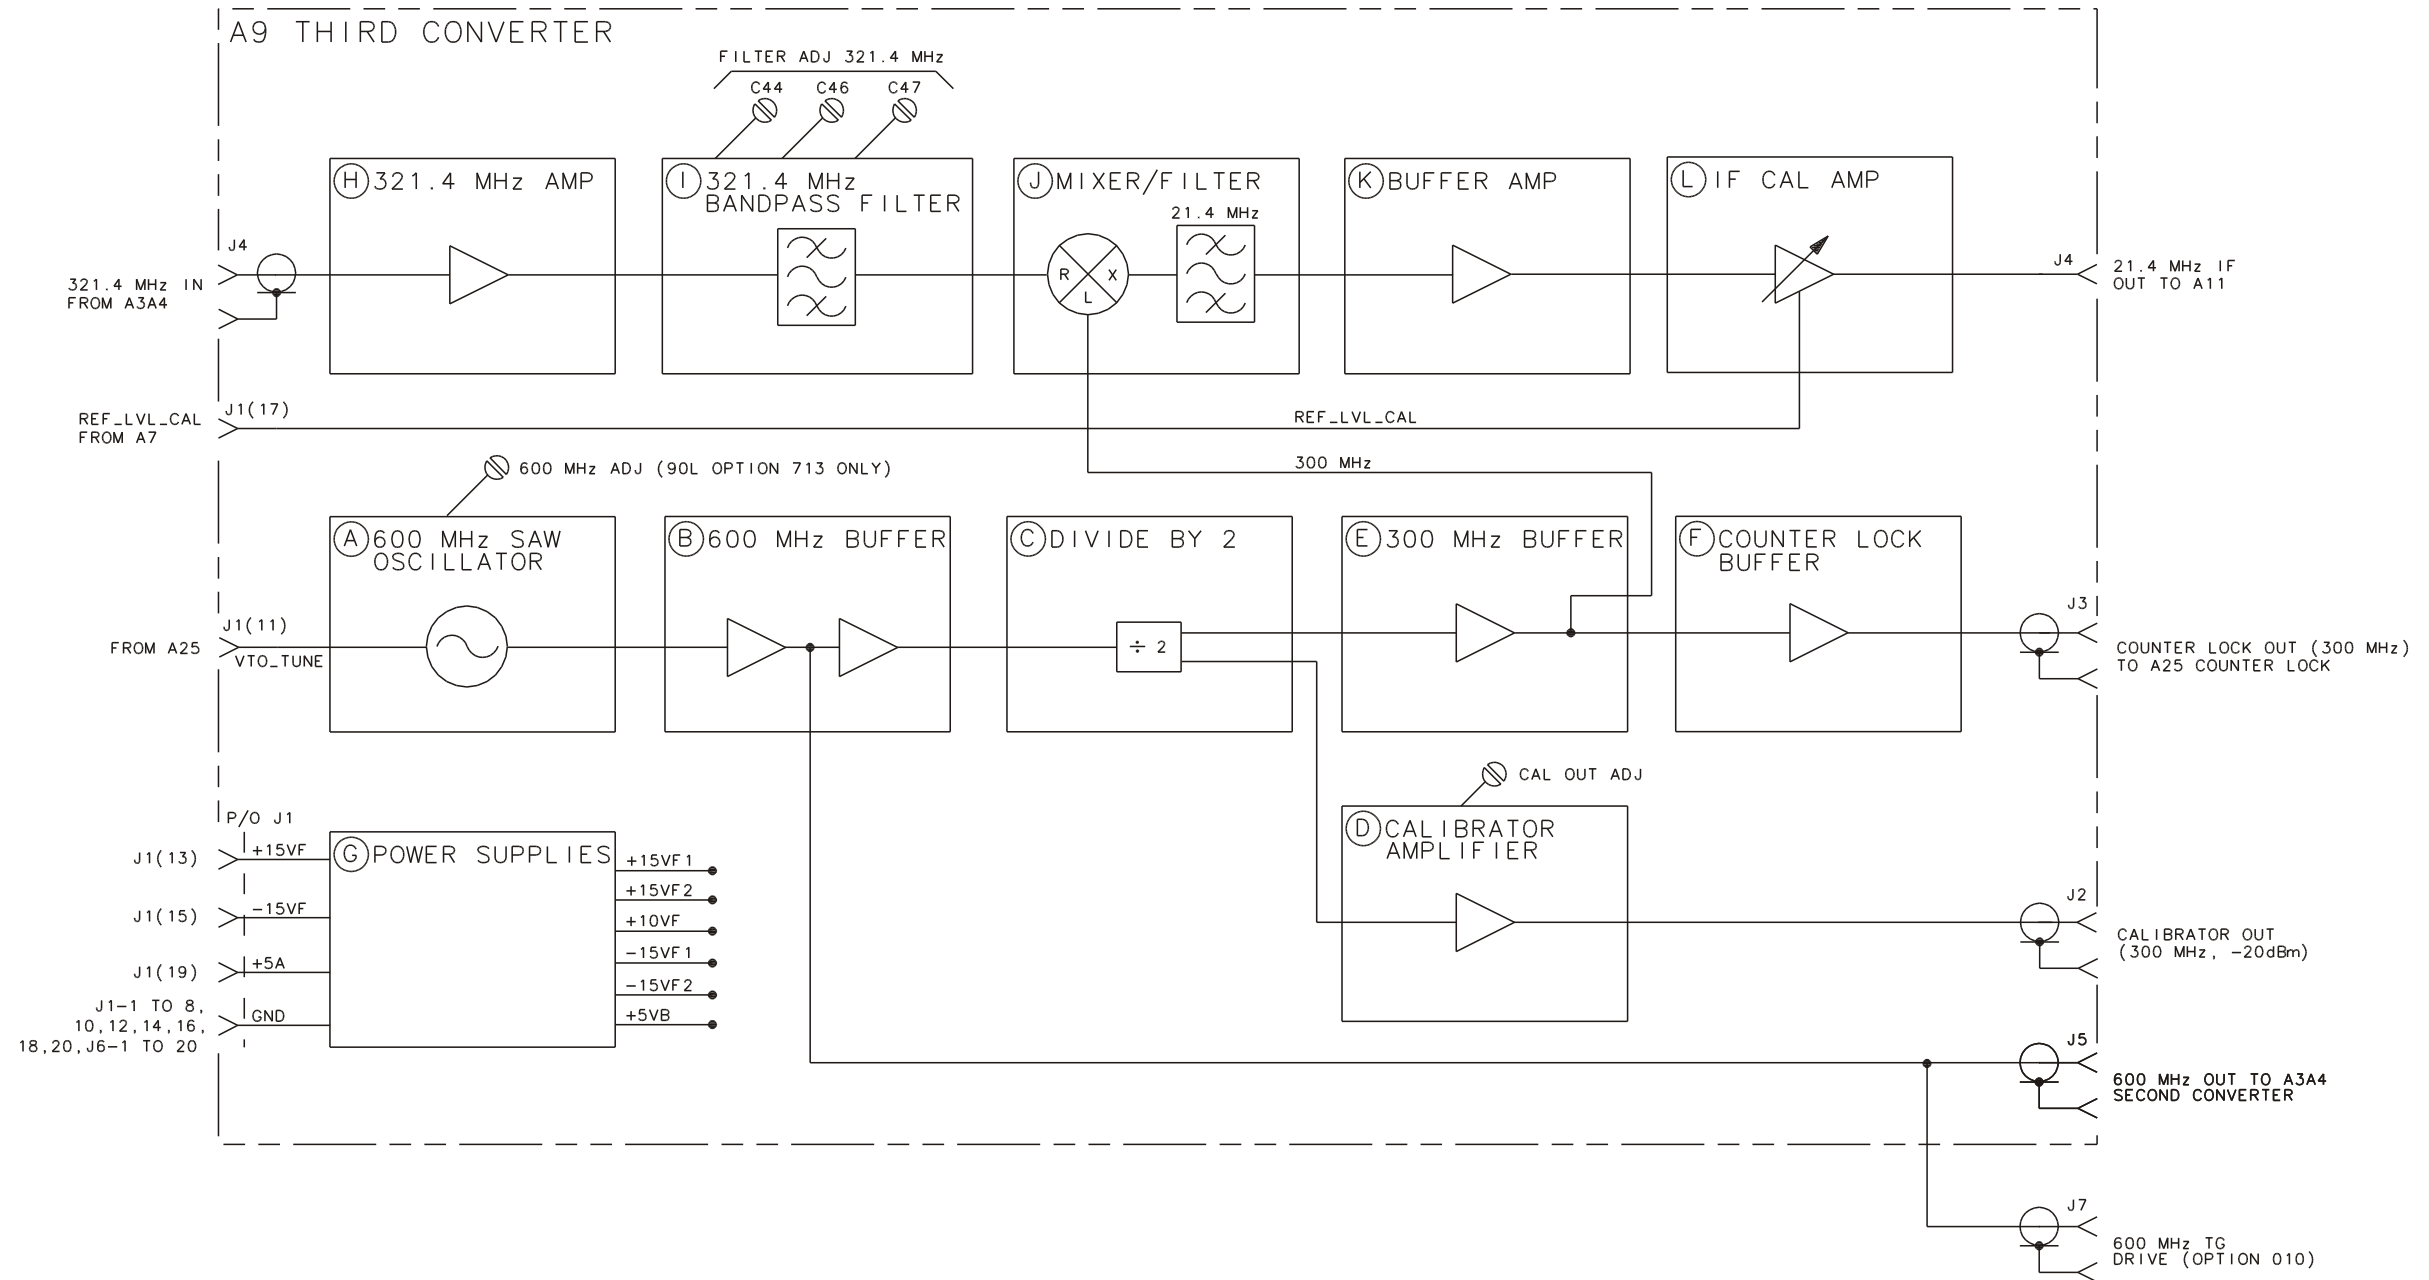 A9 THIRD CONVERTER
FILTER ADJ 321.4 MHz
C44
C46
C47
H
321.4 MHz AMP
I
321.4 MHz
BANDPASS FILTER
J
MIXER/FILTER
21.4 MHz
R
X
L
K
BUFFER AMP
L
IF CAL AMP
J4
321.4 MHz IN
FROM A3A4
J4
21.4 MHz IF
OUT TO A11
REF_LVL_CAL
FROM A7
J1(17)
REF_LVL_CAL
300 MHz
600 MHz ADJ (90L OPTION 713 ONLY)
A
600 MHz SAW
OSCILLATOR
B
600 MHz BUFFER
C
DIVIDE BY 2
÷ 2
E
300 MHz BUFFER
F
COUNTER LOCK
BUFFER
FROM A25
J1(11)
VTO_TUNE
J3
COUNTER LOCK OUT (300 MHz)
TO A25 COUNTER LOCK
CAL OUT ADJ
D
CALIBRATOR
AMPLIFIER
J2
CALIBRATOR OUT
(300 MHz, -20dBm)
P/O J1
J1(13)
+15VF
J1(15)
-15VF
J1(19)
+5A
J1-1 TO 8,
10,12,14,16,
18,20,J6-1 TO 20
GND
G
POWER SUPPLIES
+15VF1
+15VF2
+10VF
-15VF1
-15VF2
+5VB
J5
600 MHz OUT TO A3A4
SECOND CONVERTER
J7
600 MHz TG
DRIVE (OPTION 010)